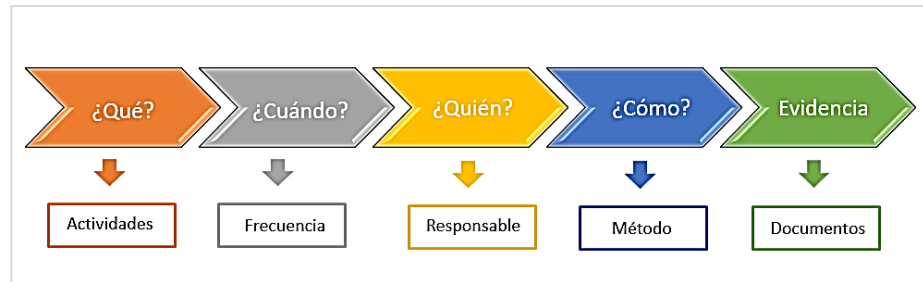 ¿Qué?
¿Cuándo?
¿Quién?
¿Cómo?
Evidencia
Actividades
Frecuencia
Responsable
Método
Documentos